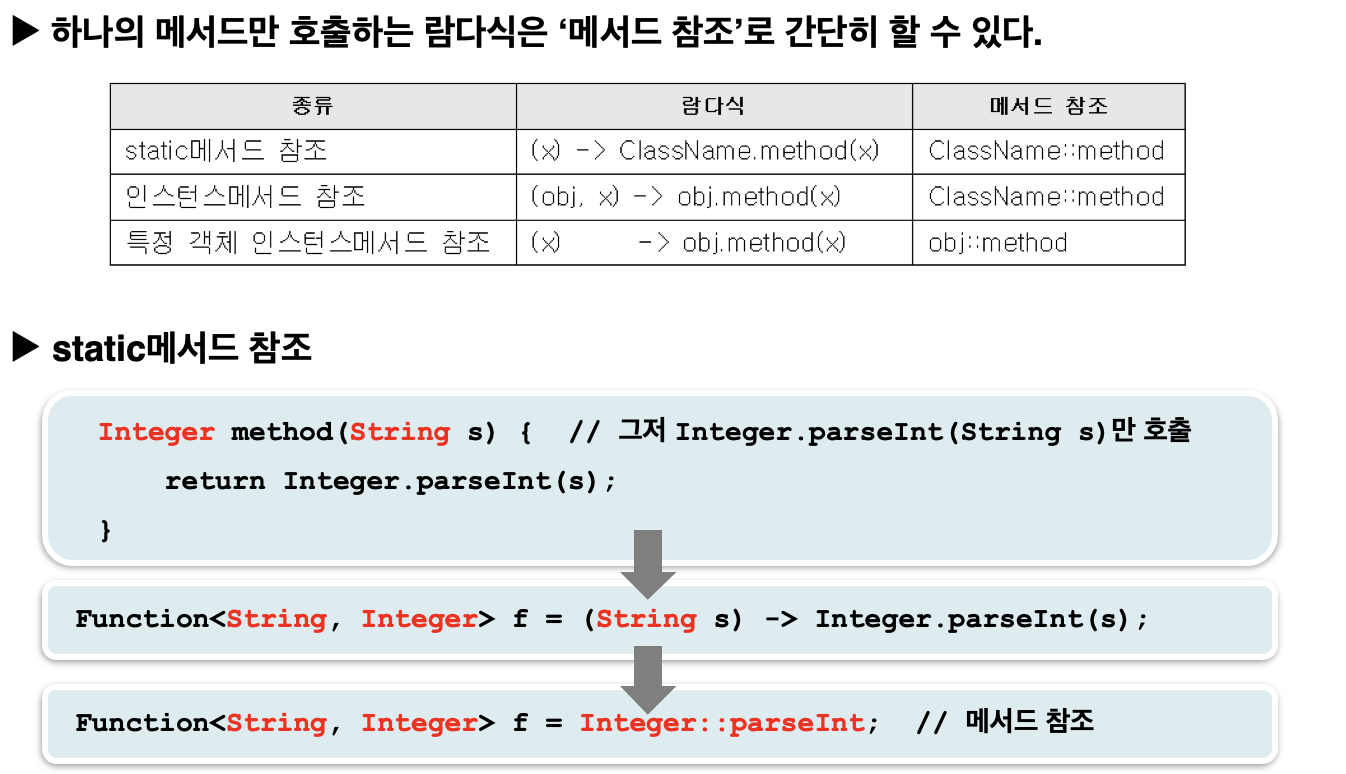 ▶ 하나의 메서드만 호출하는 람다식은 ‘메서드 참조’로 간단히 할 수 있다.
종류 람다식 메서드 참조
static메서드 참조 (x) -> ClassName.method(x) ClassName::method
인스턴스메서드 참조 (obj, x) -> obj.method(x) ClassName::method
특정 객체 인스턴스메서드 참조 (x) -> obj.method(x) obj::method
▶ static메서드 참조
Integer method(String s) { // 그저 Integer.parseInt(String s)만 호출
return Integer.parseInt(s);
}
Function<String, Integer> f = (String s) -> Integer.parseInt(s);
Function<String, Integer> f = Integer::parseInt; // 메서드 참조